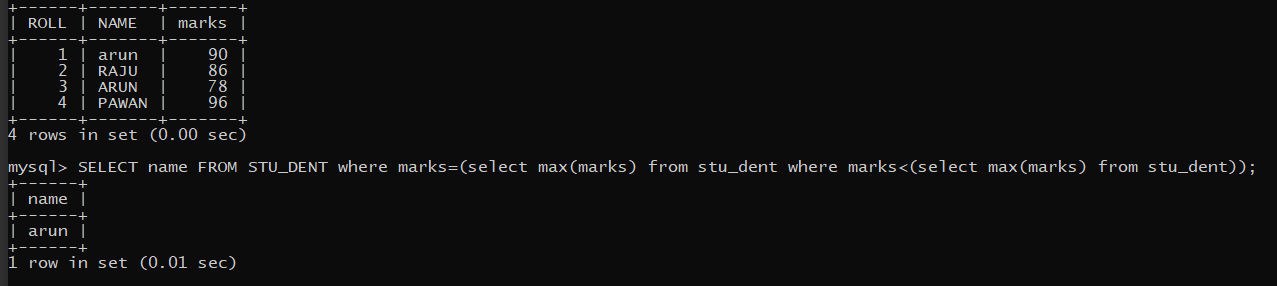 +------+-------+-------+
| ROLL | NAME  | marks |
+------+-------+-------+
|    1 | arun  |    90 |
|    2 | RAJU  |    86 |
|    3 | ARUN  |    78 |
|    4 | PAWAN |    96 |
+------+-------+-------+
4 rows in set (0.00 sec)
mysql> SELECT name FROM STU_DENT where marks=(select max(marks) from stu_dent where marks<(select max(marks) from stu_dent));
+------+
| name |
+------+
| arun |
+------+
1 row in set (0.01 sec)